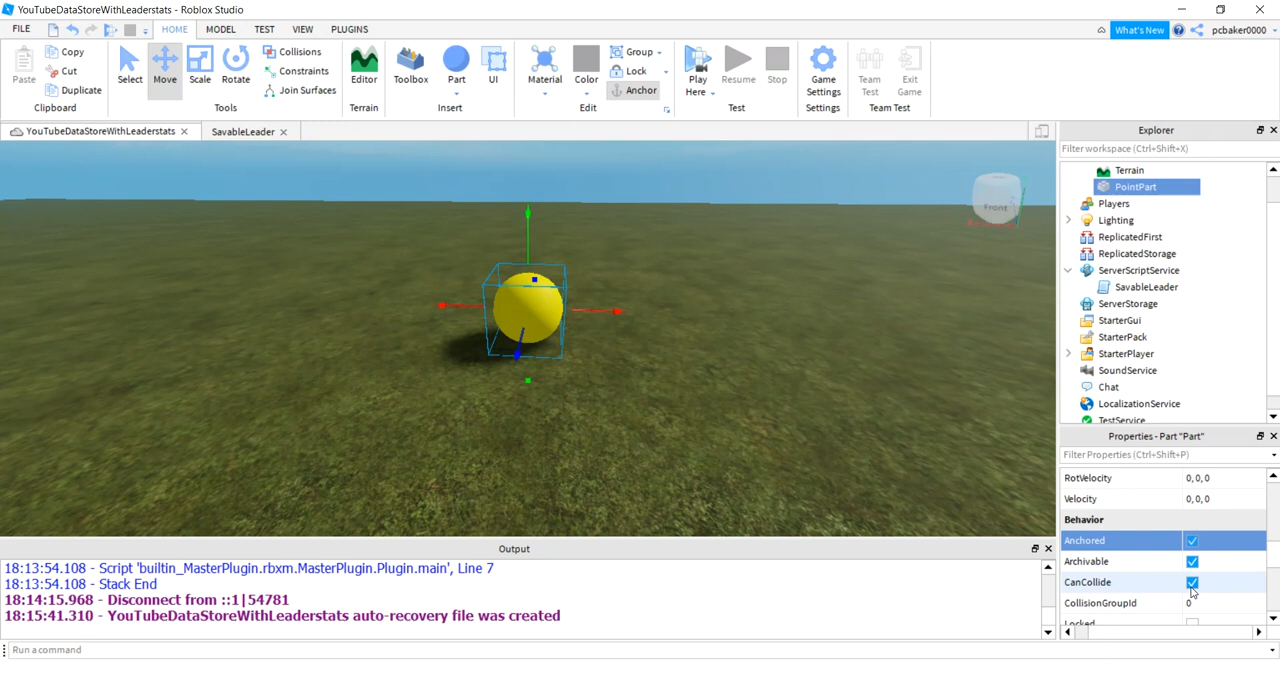 YouTubeDataStoreWithLeaderstats - Roblox Studio
FILE HOME MODEL TEST VIEW PLUGINS What's New pcbaker0000
Paste Copy Cut Duplicate
Select Move Scale Rotate
Collisions Constraints Join Surfaces
Editor Toolbox Part UI
Material Color Group Lock Anchor
Play Here Resume Stop
Game Settings Team Test Exit Game
Clipboard Tools Terrain Insert Edit Test Settings Team Test
YouTubeDataStoreWithLeaderstats SavableLeader
Front
Explorer
Filter workspace (Ctrl+Shift+X)
Terrain
PointPart
Players
Lighting
ReplicatedFirst
ReplicatedStorage
ServerScriptService
SavableLeader
ServerStorage
StarterGui
StarterPack
StarterPlayer
SoundService
Chat
LocalizationService
TestService
Properties - Part "Part"
Filter Properties (Ctrl+Shift+P)
RotVelocity 0, 0, 0
Velocity 0, 0, 0
Behavior
Anchored
Archivable
CanCollide
CollisionGroupId 0
Locked
Output
18:13:54.108 - Script 'builtin_MasterPlugin.rbxm.MasterPlugin.Plugin.main', Line 7
18:13:54.108 - Stack End
18:14:15.968 - Disconnect from ::1|54781
18:15:41.310 - YouTubeDataStoreWithLeaderstats auto-recovery file was created
Run a command